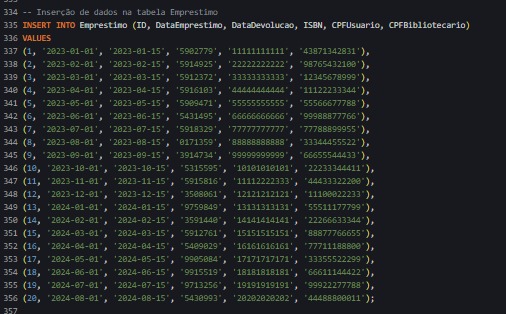 334 -- Inserção de dados na tabela Emprestimo
335 INSERT INTO Emprestimo (ID, DataEmprestimo, DataDevolucao, ISBN, CPFUsuario, CPFBibliotecario)
336 VALUES
337 (1, '2023-01-01', '2023-01-15', '5902779', '11111111111', '43871342831'),
338 (2, '2023-02-01', '2023-02-15', '5914925', '22222222222', '98765432100'),
339 (3, '2023-03-01', '2023-03-15', '5912372', '33333333333', '12345678999'),
340 (4, '2023-04-01', '2023-04-15', '5916103', '44444444444', '11122233344'),
341 (5, '2023-05-01', '2023-05-15', '5909471', '55555555555', '55566677788'),
342 (6, '2023-06-01', '2023-06-15', '5431495', '66666666666', '99988877766'),
343 (7, '2023-07-01', '2023-07-15', '5918329', '77777777777', '77788899955'),
344 (8, '2023-08-01', '2023-08-15', '0171359', '88888888888', '33344455522'),
345 (9, '2023-09-01', '2023-09-15', '3914734', '99999999999', '66655544433'),
346 (10, '2023-10-01', '2023-10-15', '5315595', '10101010101', '22233344411'),
347 (11, '2023-11-01', '2023-11-15', '5915816', '11112222333', '44433322200'),
348 (12, '2023-12-01', '2023-12-15', '3508061', '12121212121', '11100022233'),
349 (13, '2024-01-01', '2024-01-15', '9759849', '13131313131', '55511177799'),
350 (14, '2024-02-01', '2024-02-15', '3591440', '14141414141', '22266633344'),
351 (15, '2024-03-01', '2024-03-15', '5912761', '15151515151', '88877766655'),
352 (16, '2024-04-01', '2024-04-15', '5409029', '16161616161', '77711188800'),
353 (17, '2024-05-01', '2024-05-15', '9905084', '17171717171', '33355522299'),
354 (18, '2024-06-01', '2024-06-15', '9915519', '18181818181', '66611144422'),
355 (19, '2024-07-01', '2024-07-15', '9713256', '19191919191', '99922277788'),
356 (20, '2024-08-01', '2024-08-15', '5430993', '20202020202', '44488800011');
357